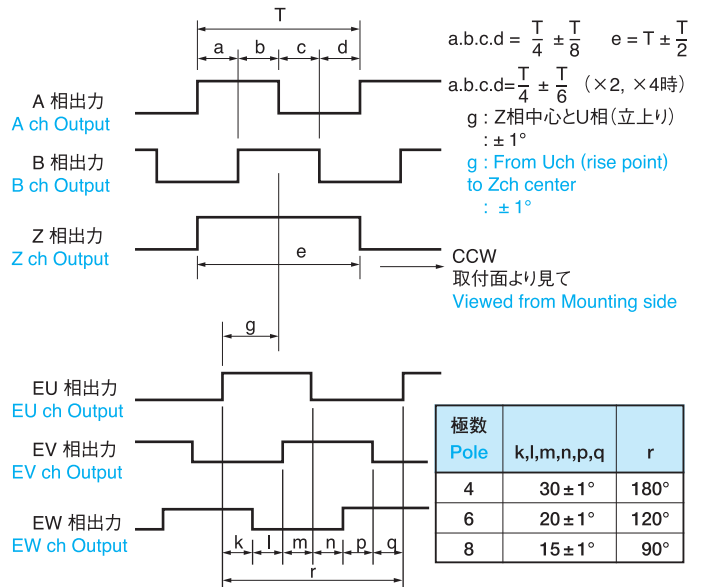 T
a b c d
a.b.c.d = T/4 ± T/8 e = T ± T/2
a.b.c.d= T/4 ± T/6 (×2, ×4時)
g : Z相中心とU相(立上り)
: ± 1°
g : From Uch (rise point)
to Zch center
: ± 1°
A 相出力
A ch Output
B 相出力
B ch Output
Z 相出力
Z ch Output
e
CCW
取付面より見て
Viewed from Mounting side
g
EU 相出力
EU ch Output
EV 相出力
EV ch Output
EW 相出力
EW ch Output
k l m n p q
r
極数
Pole k,l,m,n,p,q r
4 30±1° 180°
6 20±1° 120°
8 15±1° 90°